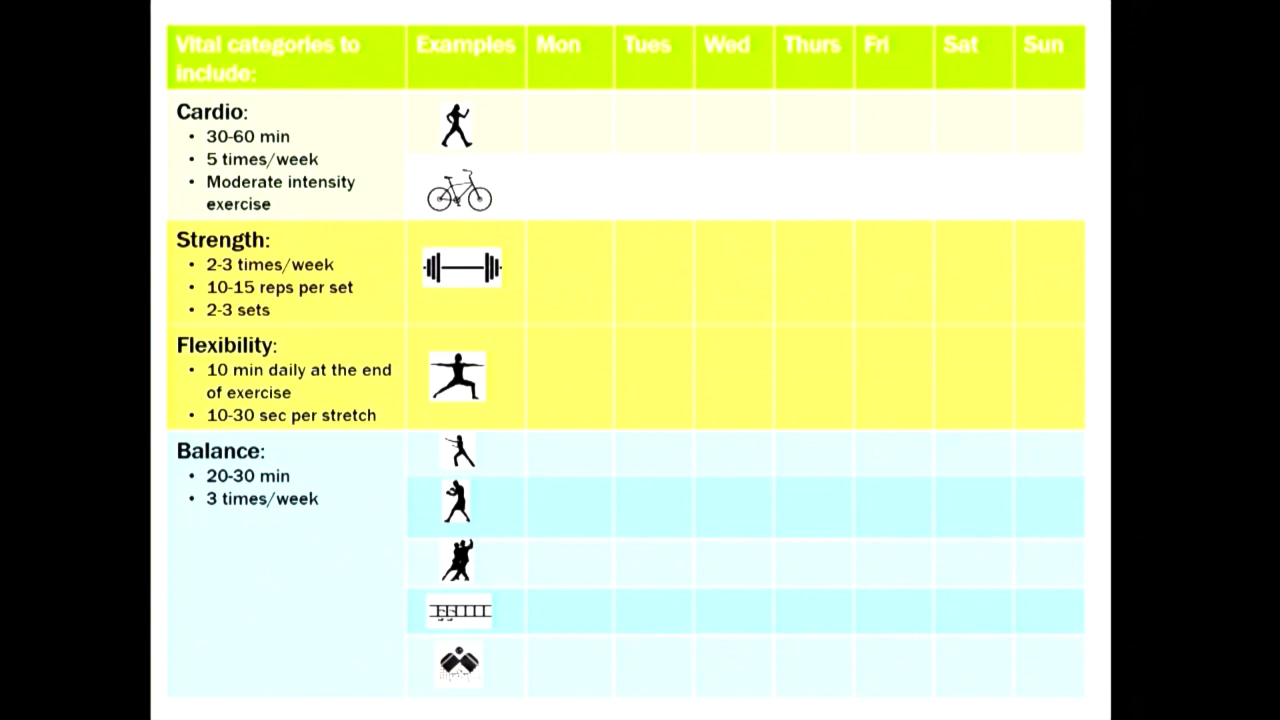 Vital categories to
include:
Examples
Mon
Tues
Wed
Thurs
Fri
Sat
Sun
Cardio:
• 30-60 min
• 5 times/week
• Moderate intensity
exercise
Strength:
• 2-3 times/week
• 10-15 reps per set
• 2-3 sets
Flexibility:
• 10 min daily at the end
of exercise
• 10-30 sec per stretch
Balance:
• 20-30 min
• 3 times/week